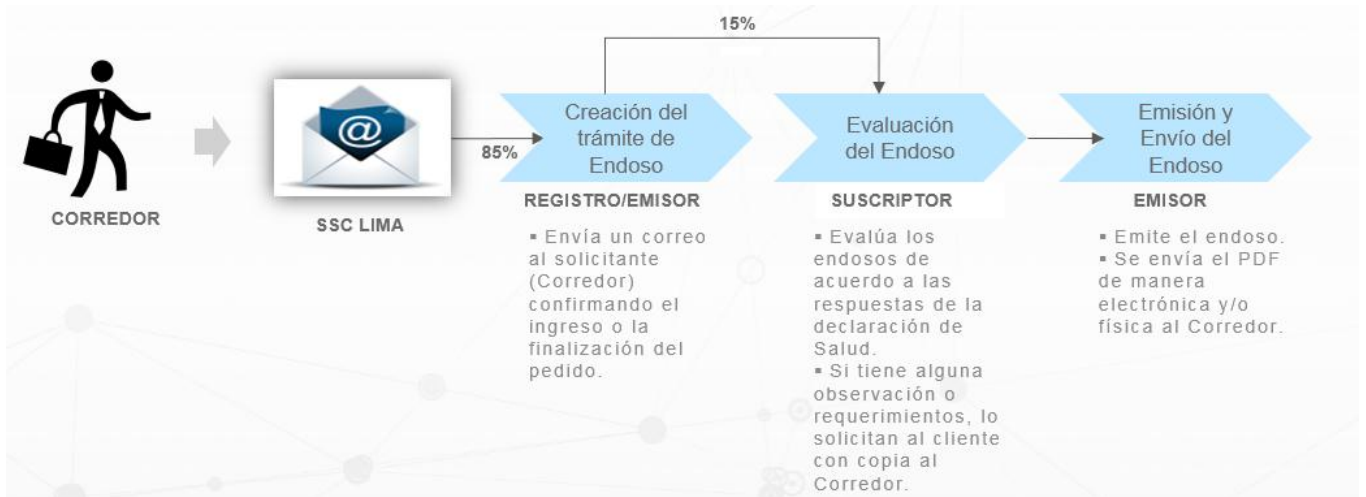 15%
Creación del
trámite de
Endoso
Evaluación
del Endoso
Emisión y
Envío del
Endoso
85%
CORREDOR
SSC LIMA
REGISTRO/EMISOR
▪ Envía un correo
al solicitante
(Corredor)
confirmando el
ingreso o la
finalización del
pedido.
SUSCRIPTOR
▪ Evalúa los
endosos de
acuerdo a las
respuestas de la
declaración de
Salud.
▪ Si tiene alguna
observación o
requerimientos, lo
solicitan al cliente
con copia al
Corredor.
EMISOR
▪ Emite el endoso.
▪ Se envía el PDF
de manera
electrónica y/o
física al Corredor.